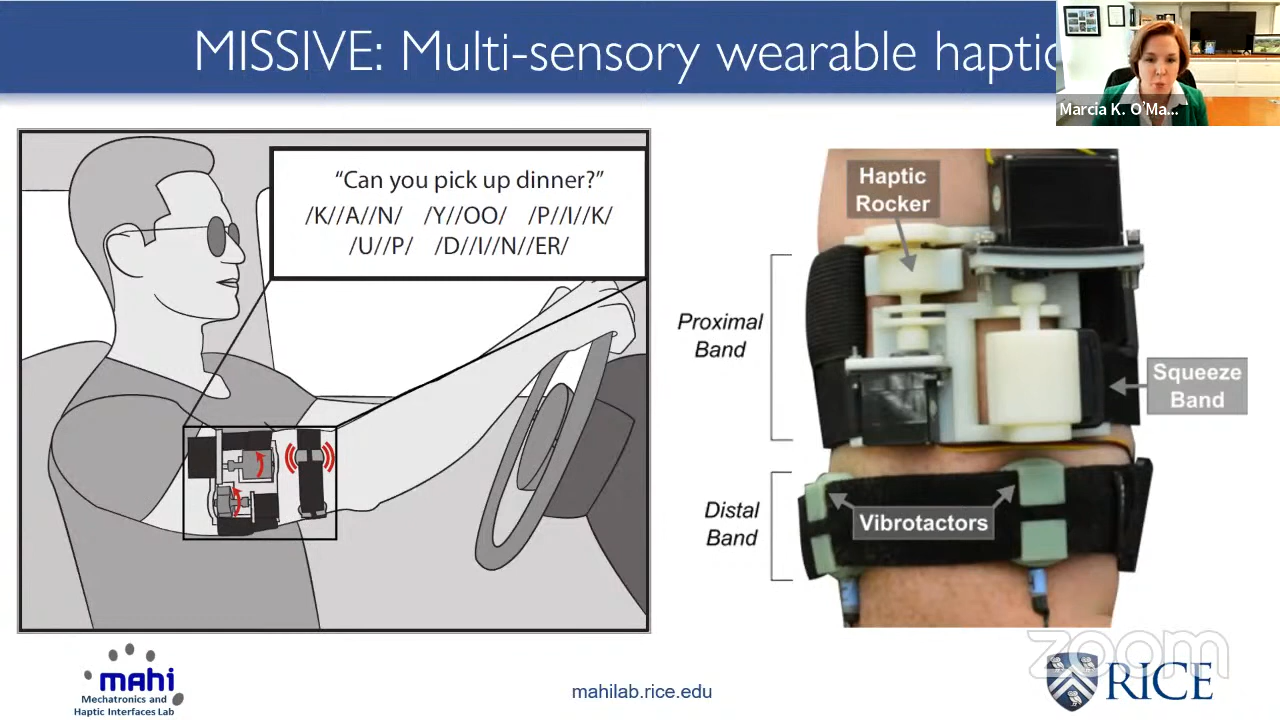 MISSIVE: Multi-sensory wearable haptic
Marcia K. O'Ma...
"Can you pick up dinner?"
/K//A//N/ /Y//OO/ /P//I//K/
/U//P/ /D//I//N//ER/
Haptic
Rocker
Proximal
Band
Squeeze
Band
Distal
Band
Vibrotactors
mahi
Mechatronics and
Haptic Interfaces Lab
mahilab.rice.edu
zoom
RICE